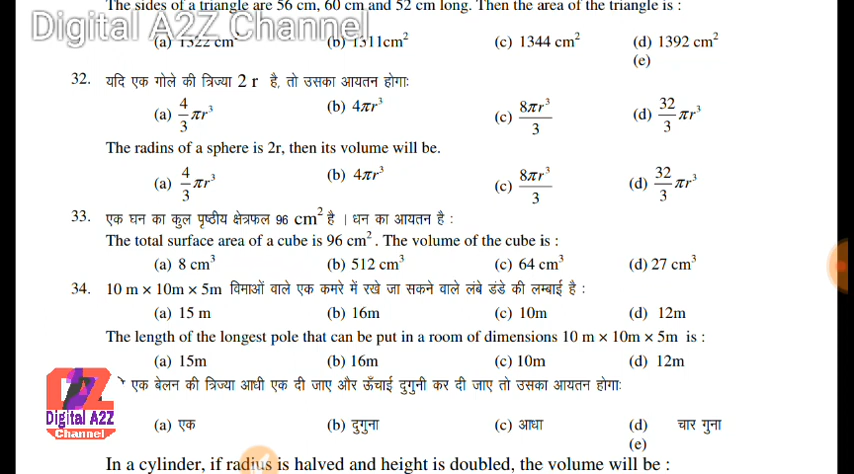 The sides of a triangle are 56 cm, 60 cm and 52 cm long. Then the area of the triangle is :
Digital A2Z Channel
(a) 1322 cm² (b) 1311cm² (c) 1344 cm² (d) 1392 cm²
(e)
32. यदि एक गोले की त्रिज्या 2 r है, तो उसका आयतन होगाः
(a) 4/3 πr³ (b) 4πr³ (c) 8πr³/3 (d) 32/3 πr³
The radins of a sphere is 2r, then its volume will be.
(a) 4/3 πr³ (b) 4πr³ (c) 8πr³/3 (d) 32/3 πr³
33. एक घन का कुल पृष्ठीय क्षेत्रफल 96 cm² है । धन का आयतन है :
The total surface area of a cube is 96 cm² . The volume of the cube is :
(a) 8 cm³ (b) 512 cm³ (c) 64 cm³ (d) 27 cm³
34. 10 m × 10m × 5m विमाओं वाले एक कमरे में रखे जा सकने वाले लंबे डंडे की लम्बाई है :
(a) 15 m (b) 16m (c) 10m (d) 12m
The length of the longest pole that can be put in a room of dimensions 10 m × 10m × 5m is :
(a) 15m (b) 16m (c) 10m (d) 12m
एक बेलन की त्रिज्या आधी एक दी जाए और ऊँचाई दुगुनी कर दी जाए तो उसका आयतन होगाः
A2Z
Digital A2Z
Channel
(a) एक (b) दुगुना (c) आधा (d) चार गुना
(e)
In a cylinder, if radius is halved and height is doubled, the volume will be :